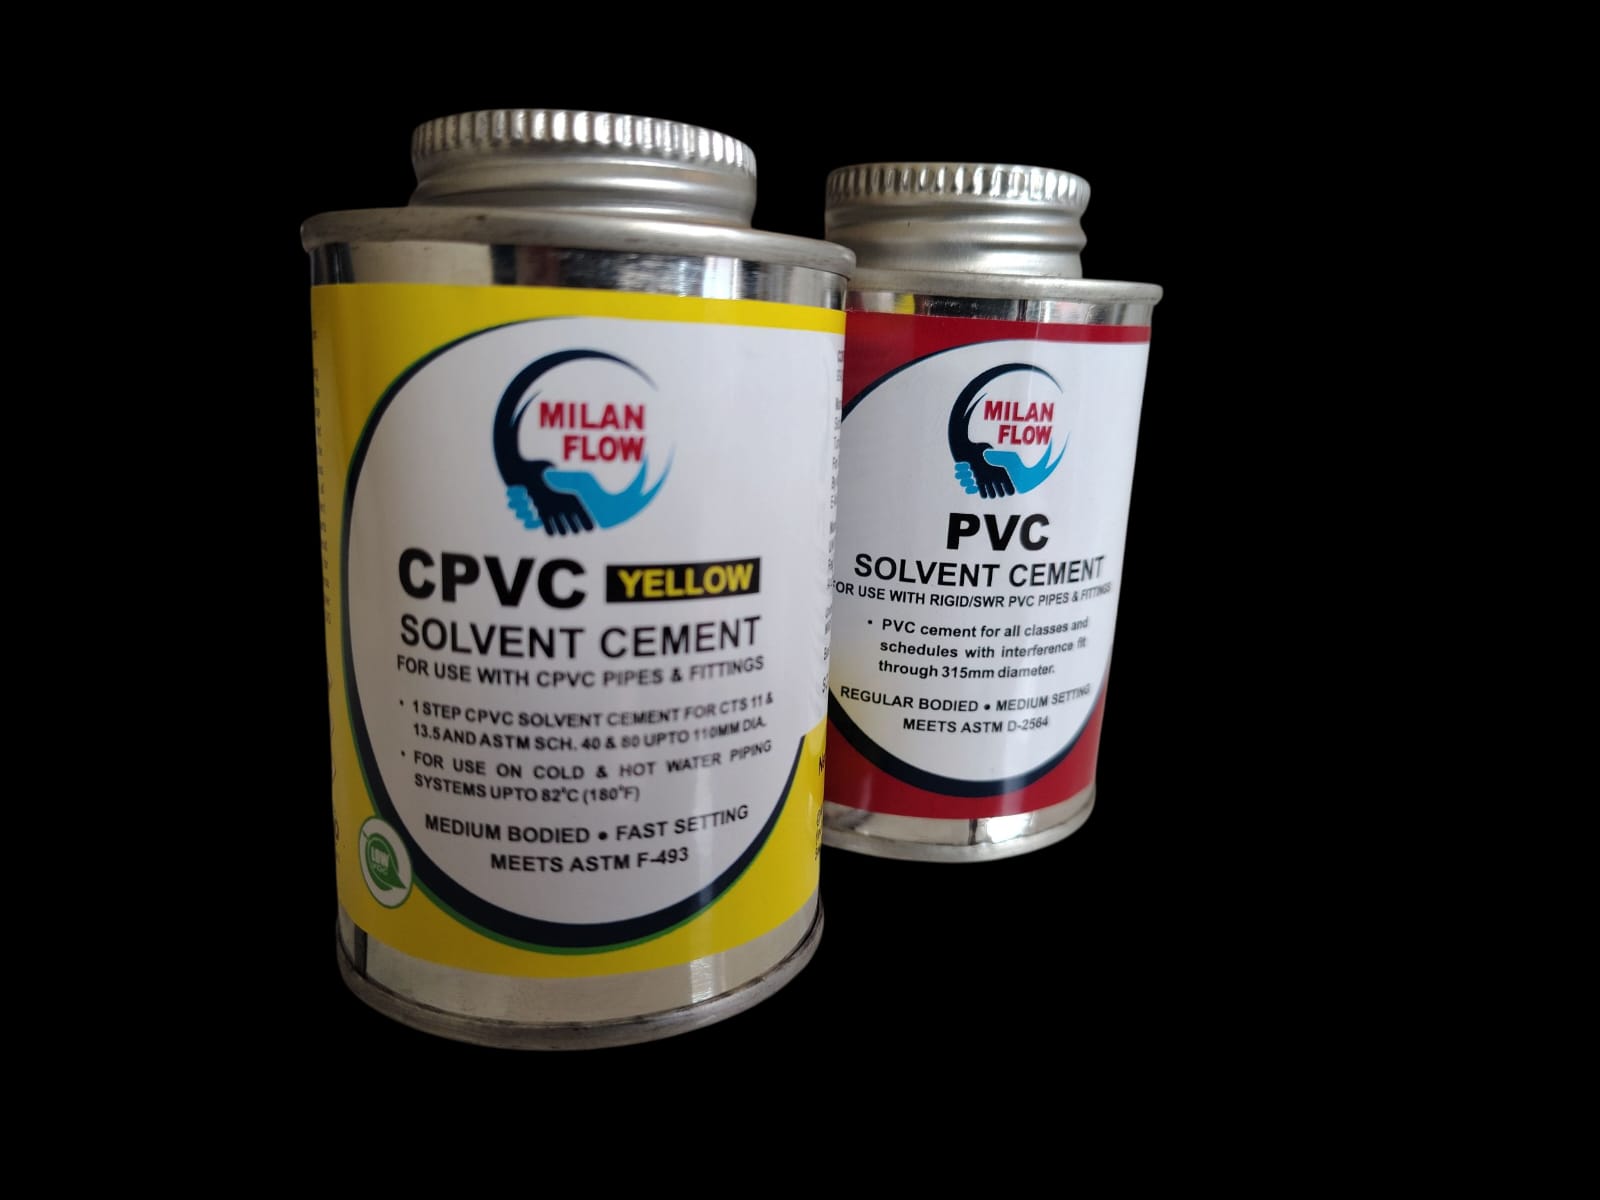 MILAN
FLOW
CPVC YELLOW
SOLVENT CEMENT
FOR USE WITH CPVC PIPES & FITTINGS
• 1 STEP CPVC SOLVENT CEMENT FOR CTS 11 &
13.5 AND ASTM SCH. 40 & 80 UPTO 110MM DIA.
• FOR USE ON COLD & HOT WATER PIPING
SYSTEMS UPTO 82°C (180°F)
MEDIUM BODIED ● FAST SETTING
MEETS ASTM F-493
LOW
VOC
MILAN
FLOW
PVC
SOLVENT CEMENT
FOR USE WITH RIGID/SWR PVC PIPES & FITTINGS
• PVC cement for all classes and
schedules with interference fit
through 315mm diameter.
REGULAR BODIED ● MEDIUM SETTING
MEETS ASTM D-2564